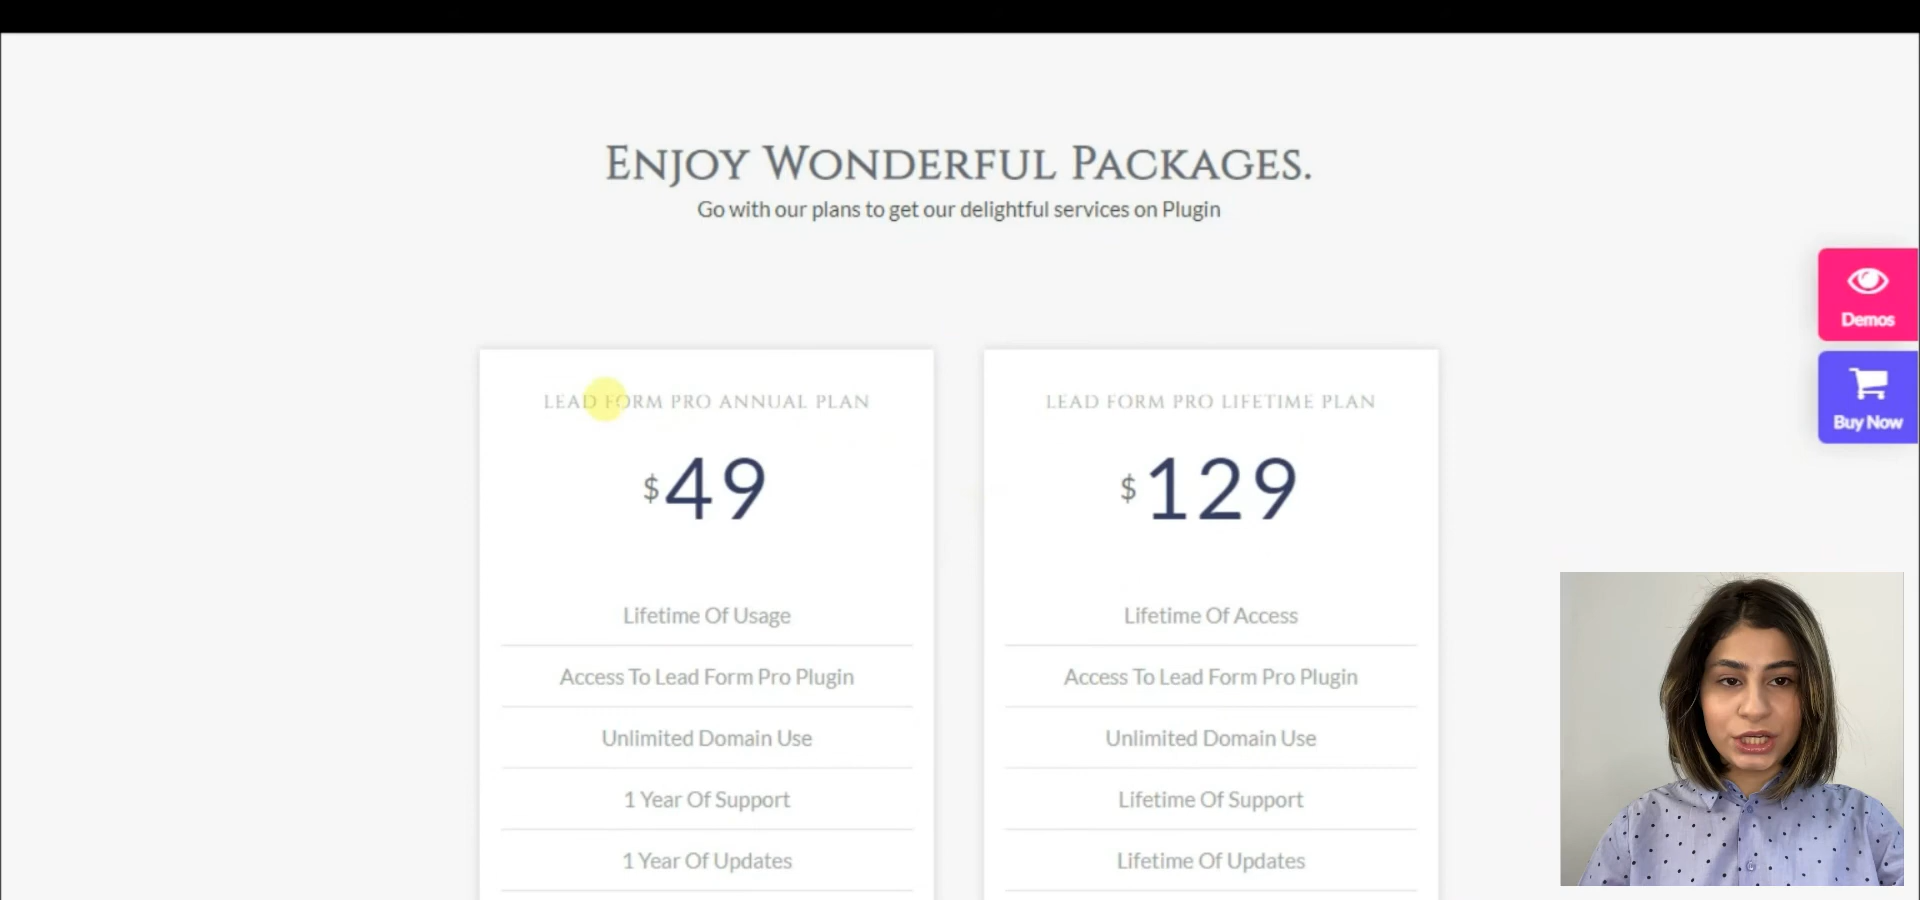 Enjoy Wonderful Packages.
Go with our plans to get our delightful services on Plugin
Demos
Buy Now
LEAD FORM PRO ANNUAL PLAN
$49
Lifetime Of Usage
Access To Lead Form Pro Plugin
Unlimited Domain Use
1 Year Of Support
1 Year Of Updates
LEAD FORM PRO LIFETIME PLAN
$129
Lifetime Of Access
Access To Lead Form Pro Plugin
Unlimited Domain Use
Lifetime Of Support
Lifetime Of Updates